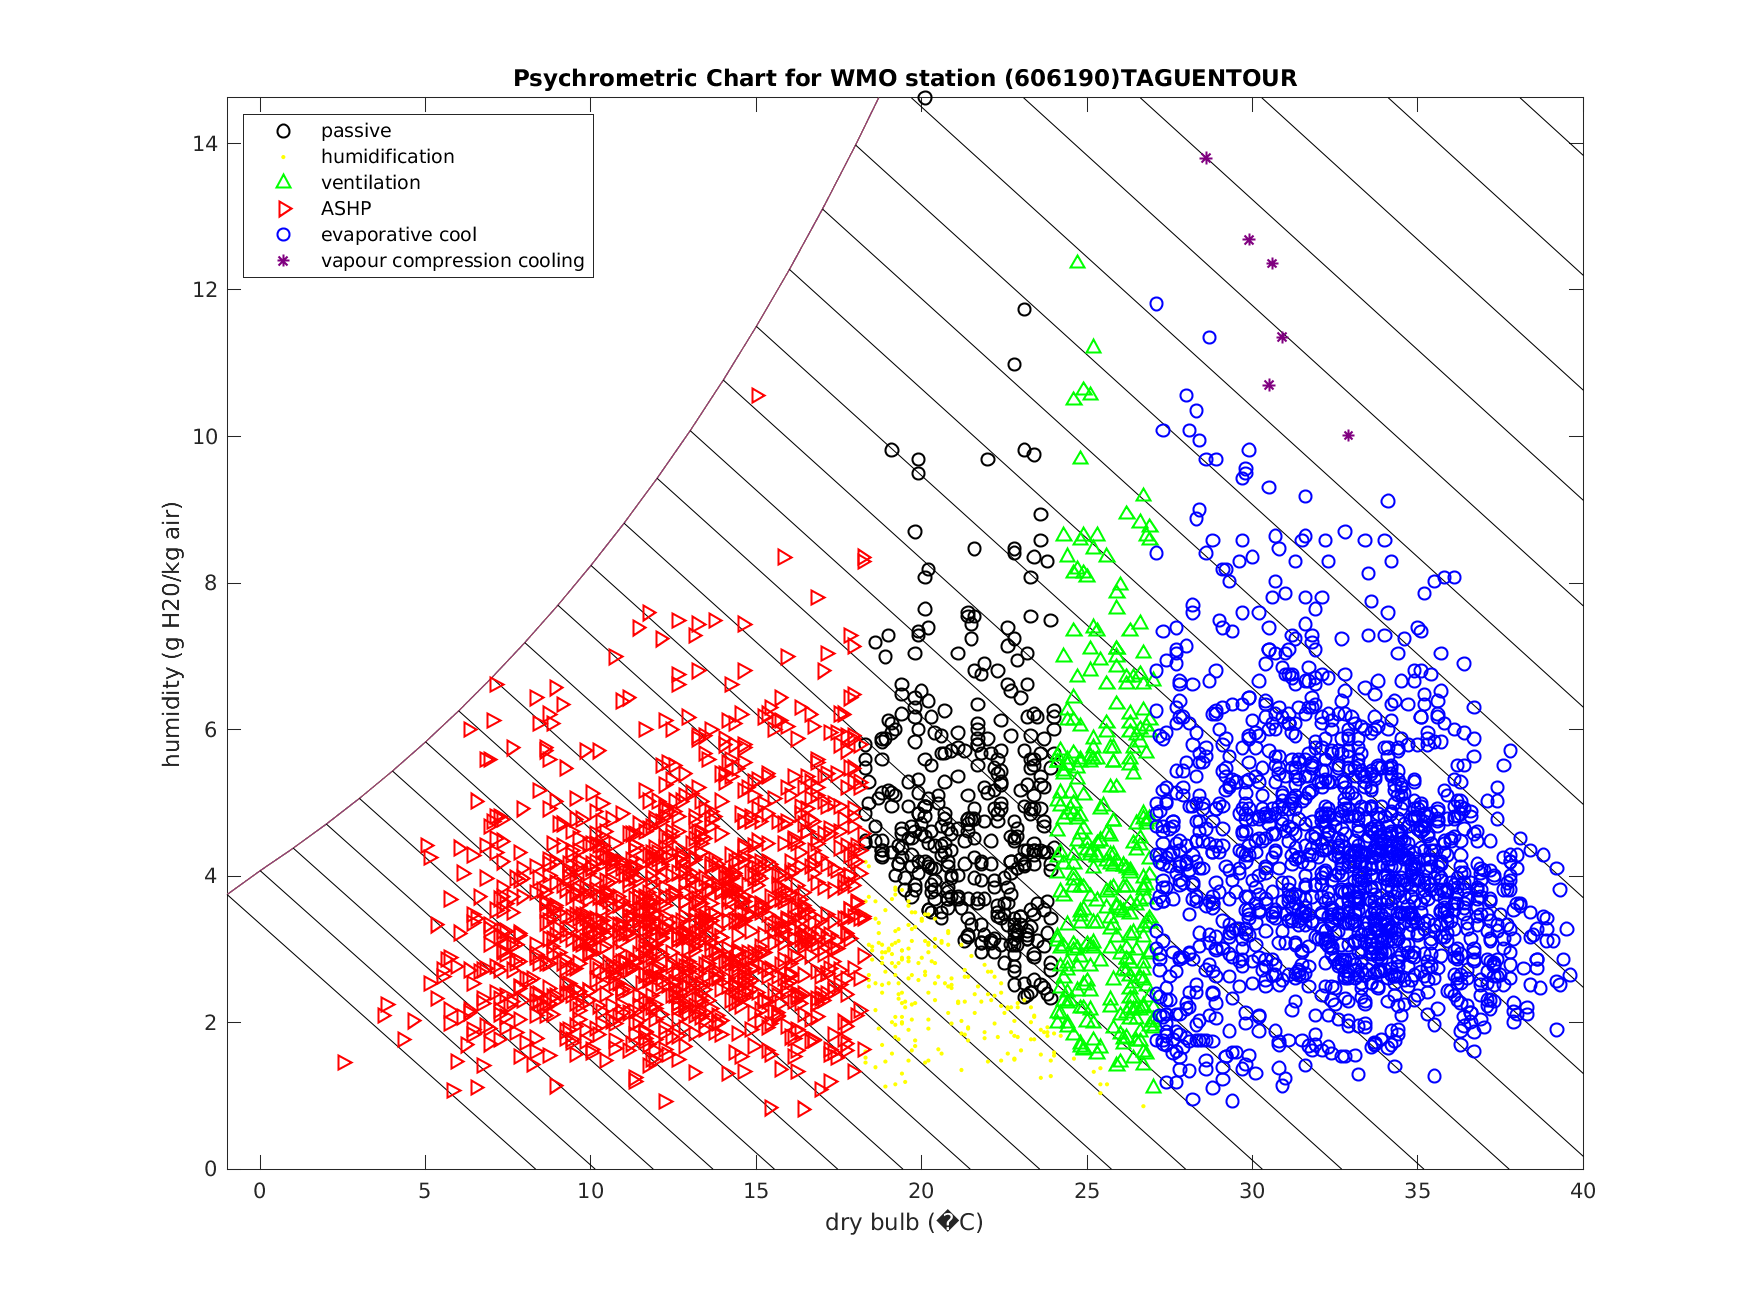 Psychrometric Chart for WMO station (606190)TAGUENTOUR
passive
humidification
ventilation
ASHP
evaporative cool
vapour compression cooling
humidity (g H20/kg air)
14
12
10
8
6
4
2
0
0 5 10 15 20 25 30 35 40
dry bulb (�C)